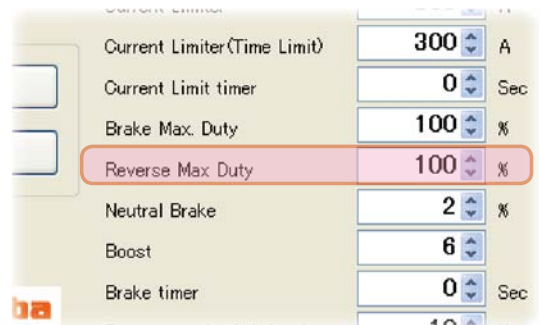 Current Limiter(Time Limit) 300 A
Current Limit timer 0 Sec
Brake Max. Duty 100 %
Reverse Max Duty 100 %
Neutral Brake 2 %
Boost 6
Brake timer 0 Sec
ba